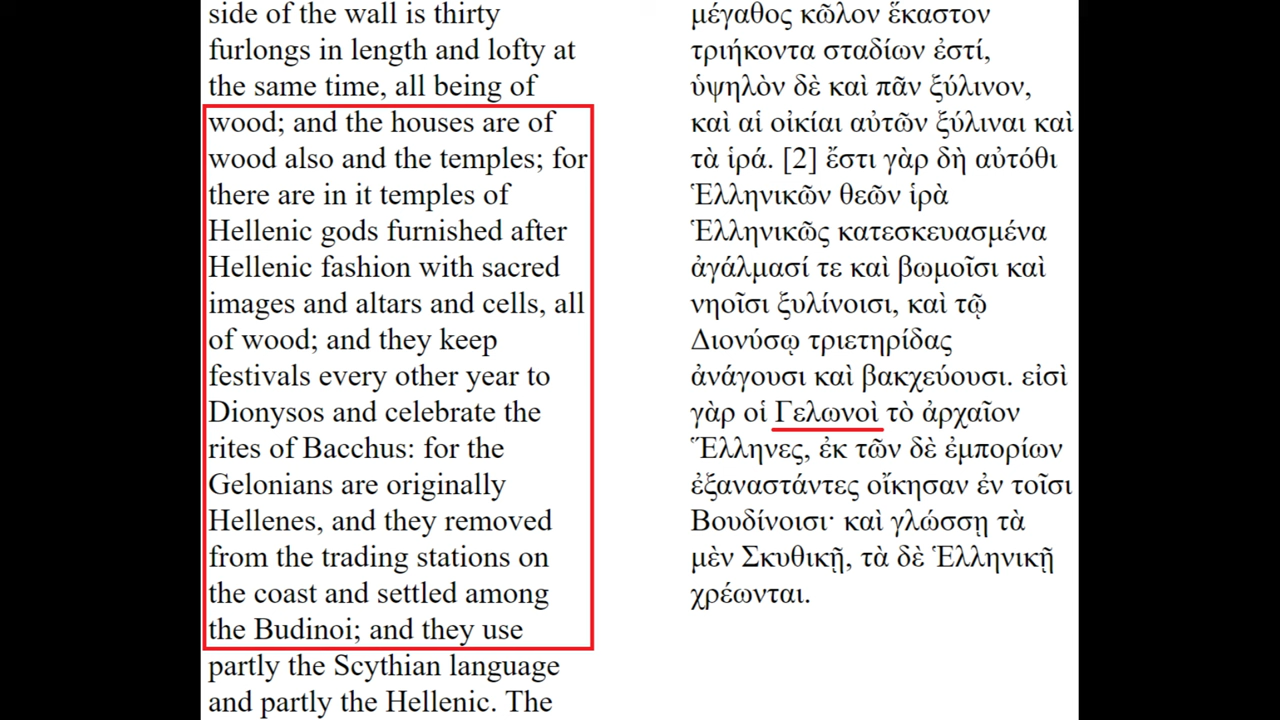 side of the wall is thirty
furlongs in length and lofty at
the same time, all being of
wood; and the houses are of
wood also and the temples; for
there are in it temples of
Hellenic gods furnished after
Hellenic fashion with sacred
images and altars and cells, all
of wood; and they keep
festivals every other year to
Dionysos and celebrate the
rites of Bacchus: for the
Gelonians are originally
Hellenes, and they removed
from the trading stations on
the coast and settled among
the Budinoi; and they use
partly the Scythian language
and partly the Hellenic. The
μέγαθος κῶλον ἕκαστον
τριήκοντα σταδίων ἐστί,
ὑψηλὸν δὲ καὶ πᾶν ξύλινον,
καὶ αἱ οἰκίαι αὐτῶν ξύλιναι καὶ
τὰ ἱρά. [2] ἔστι γὰρ δὴ αὐτόθι
Ἑλληνικῶν θεῶν ἱρὰ
Ἑλληνικῶς κατεσκευασμένα
ἀγάλμασί τε καὶ βωμοῖσι καὶ
νηοῖσι ξυλίνοισι, καὶ τῷ
Διονύσῳ τριετηρίδας
ἀνάγουσι καὶ βακχεύουσι. εἰσὶ
γὰρ οἱ Γελωνοὶ τὸ ἀρχαῖον
Ἕλληνες, ἐκ τῶν δὲ ἐμπορίων
ἐξαναστάντες οἴκησαν ἐν τοῖσι
Βουδίνοισι· καὶ γλώσσῃ τὰ
μὲν Σκυθικῇ, τὰ δὲ Ἑλληνικῇ
χρέωνται.